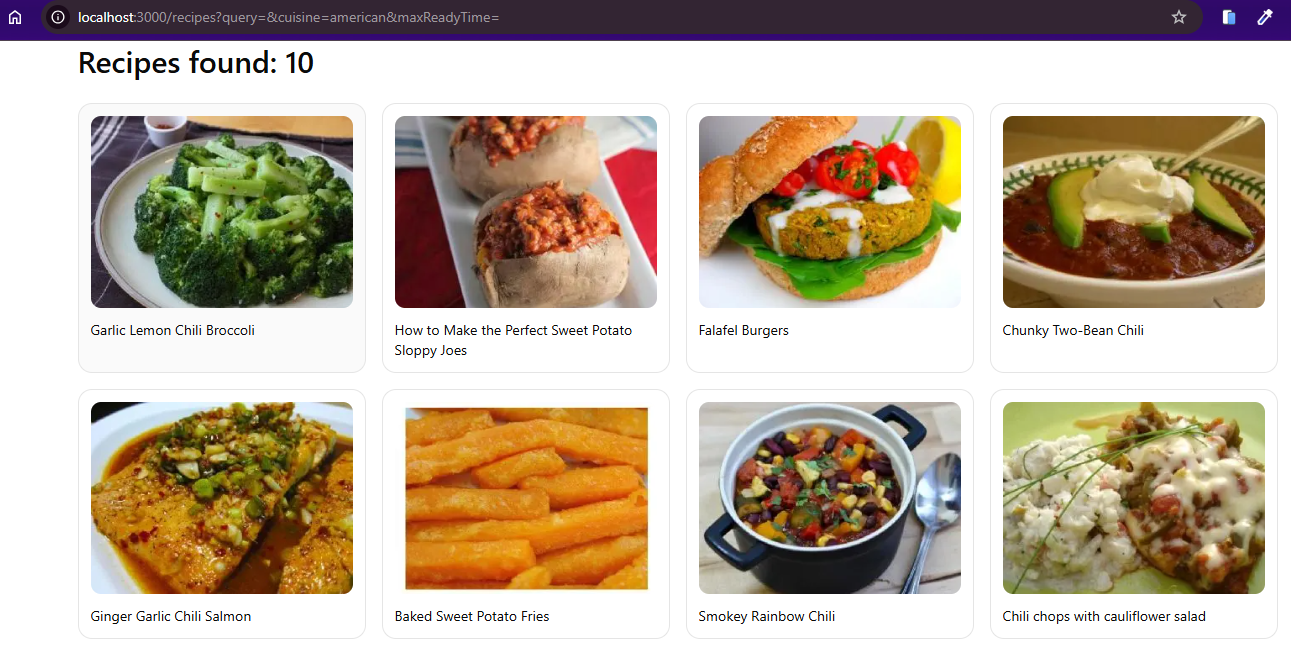 localhost:3000/recipes?query=&cuisine=american&maxReadyTime=
Recipes found: 10
Garlic Lemon Chili Broccoli
How to Make the Perfect Sweet Potato
Sloppy Joes
Falafel Burgers
Chunky Two-Bean Chili
Ginger Garlic Chili Salmon
Baked Sweet Potato Fries
Smokey Rainbow Chili
Chili chops with cauliflower salad